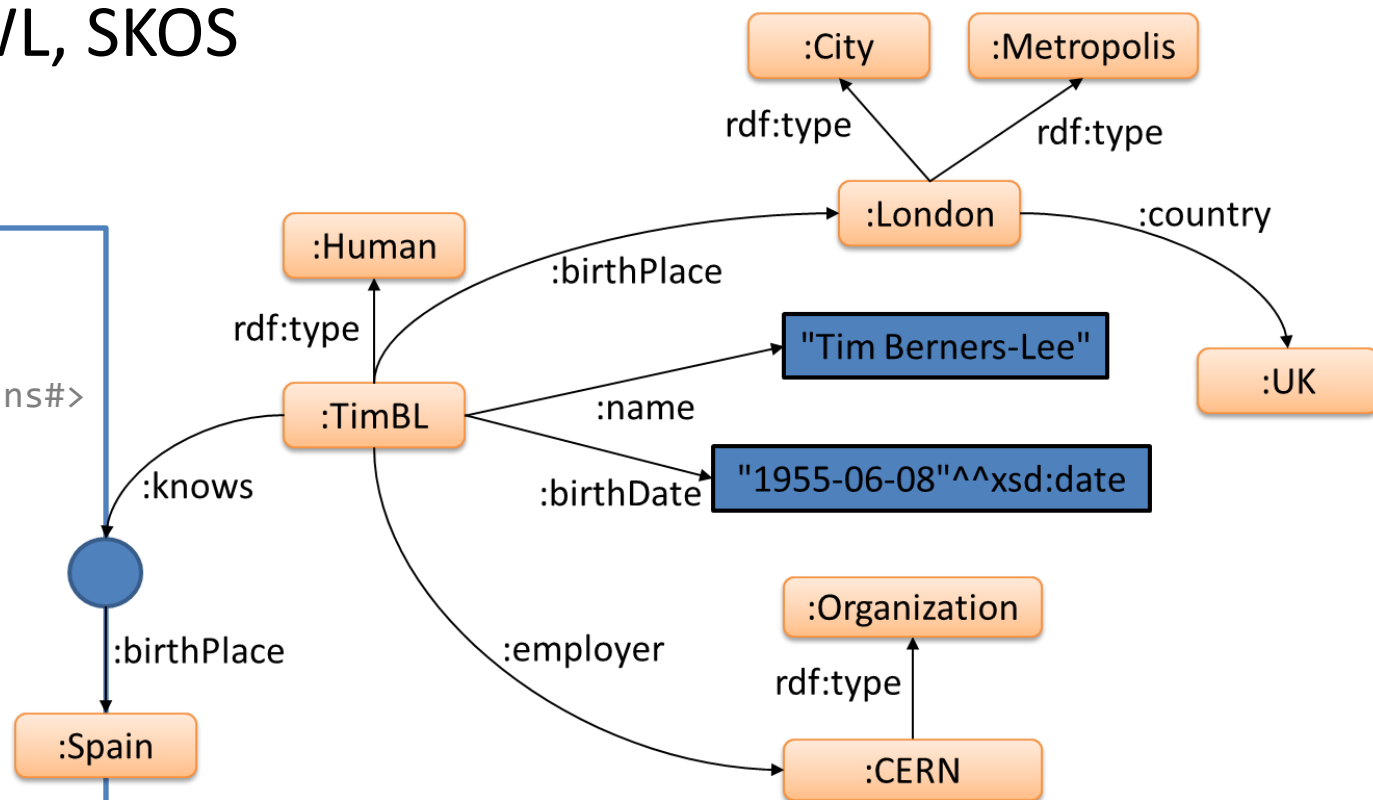 VL, SKOS
:City
:Metropolis
rdf:type
rdf:type
:London
:country
:Human
:birthPlace
rdf:type
"Tim Berners-Lee"
:UK
ns#>
:TimBL
:name
:knows
:birthDate
"1955-06-08"^^xsd:date
:Organization
:birthPlace
:employer
rdf:type
:Spain
:CERN